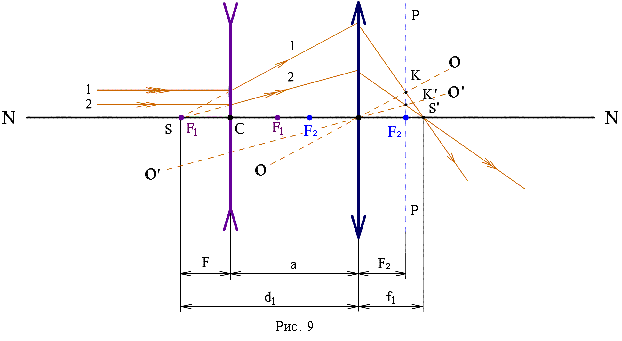 P
1
K
O
1
2
K'
O'
2
S'
N
S
F₁
C
F₁
F₂
F₂
N
O'
O
P
F
a
F₂
d₁
f₁
Рис. 9